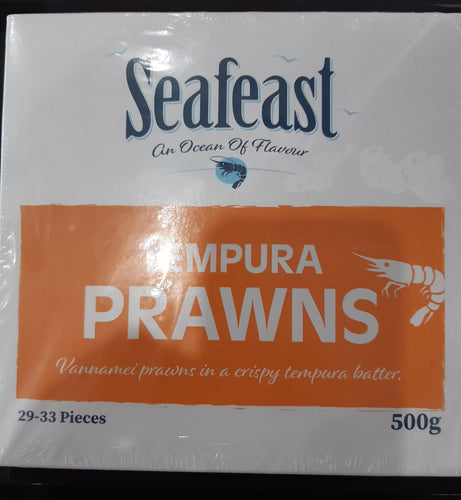 Seafeast
An Ocean Of Flavour
TEMPURA
PRAWNS
Vannamei prawns in a crispy tempura batter.
29-33 Pieces
500g